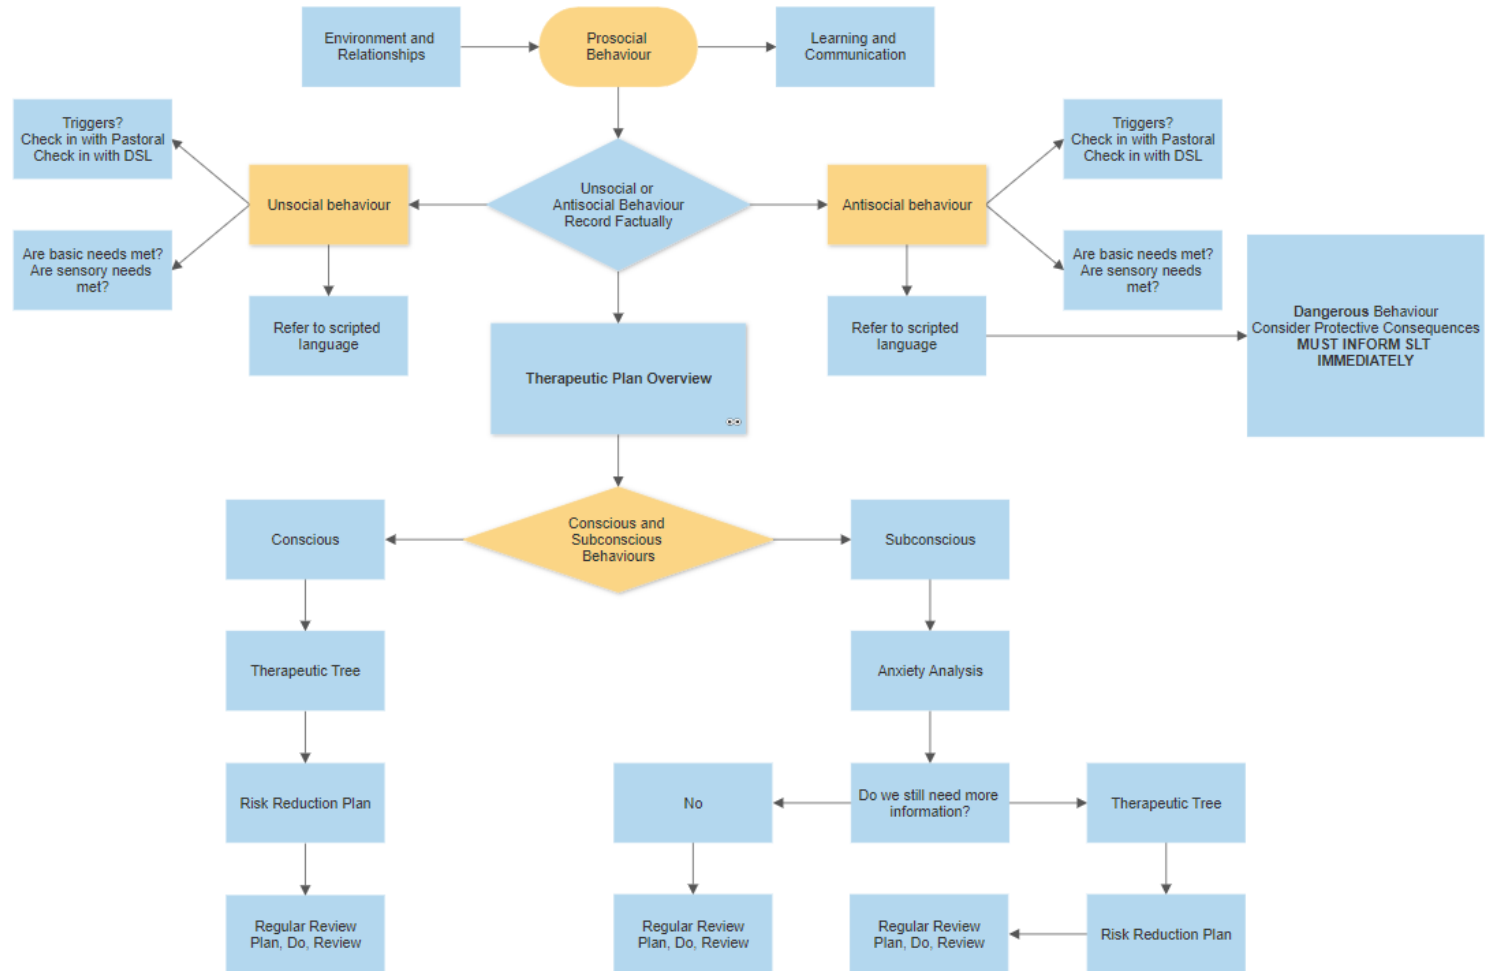 Environment and
Relationships
Prosocial
Behaviour
Learning and
Communication
Triggers?
Check in with Pastoral
Check in with DSL
Unsocial behaviour
Unsocial or
Antisocial Behaviour
Record Factually
Antisocial behaviour
Triggers?
Check in with Pastoral
Check in with DSL
Are basic needs met?
Are sensory needs
met?
Refer to scripted
language
Therapeutic Plan Overview
Refer to scripted
language
Are basic needs met?
Are sensory needs
met?
Dangerous Behaviour
Consider Protective Consequences
MUST INFORM SLT
IMMEDIATELY
Conscious
Conscious and
Subconscious
Behaviours
Subconscious
Therapeutic Tree
Anxiety Analysis
Risk Reduction Plan
No
Do we still need more
information?
Therapeutic Tree
Regular Review
Plan, Do, Review
Regular Review
Plan, Do, Review
Regular Review
Plan, Do, Review
Risk Reduction Plan